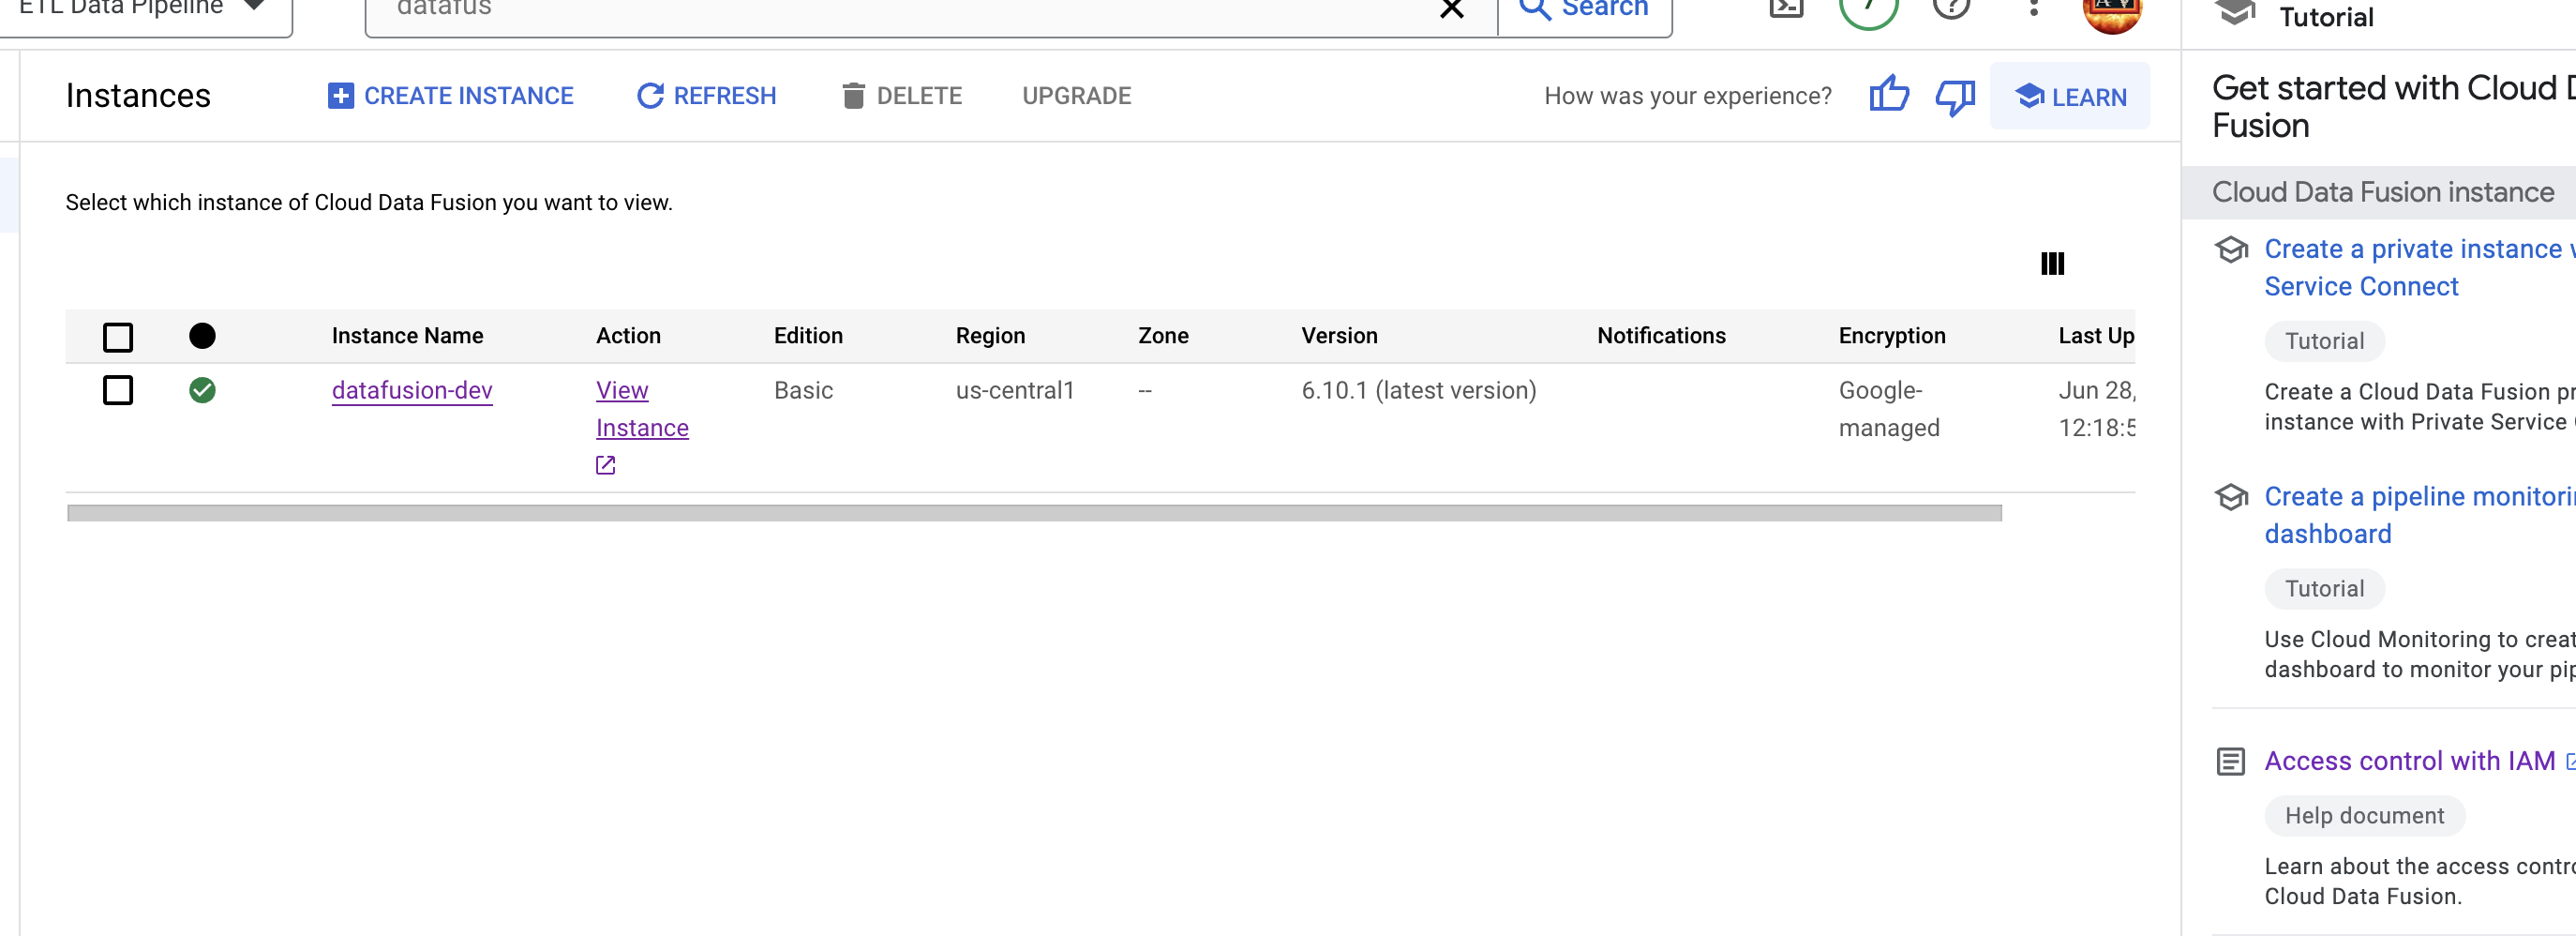 ETL Data Pipeline
datafus
Search
Tutorial
Instances
CREATE INSTANCE
REFRESH
DELETE
UPGRADE
How was your experience?
LEARN
Select which instance of Cloud Data Fusion you want to view.
Instance Name Action Edition Region Zone Version Notifications Encryption Last Up
datafusion-dev View Basic us-central1 -- 6.10.1 (latest version) Google- Jun 28,
Instance managed 12:18:5
Get started with Cloud D
Fusion
Cloud Data Fusion instance
Create a private instance w
Service Connect
Tutorial
Create a Cloud Data Fusion pr
instance with Private Service
Create a pipeline monitori
dashboard
Tutorial
Use Cloud Monitoring to creat
dashboard to monitor your pip
Access control with IAM
Help document
Learn about the access contro
Cloud Data Fusion.